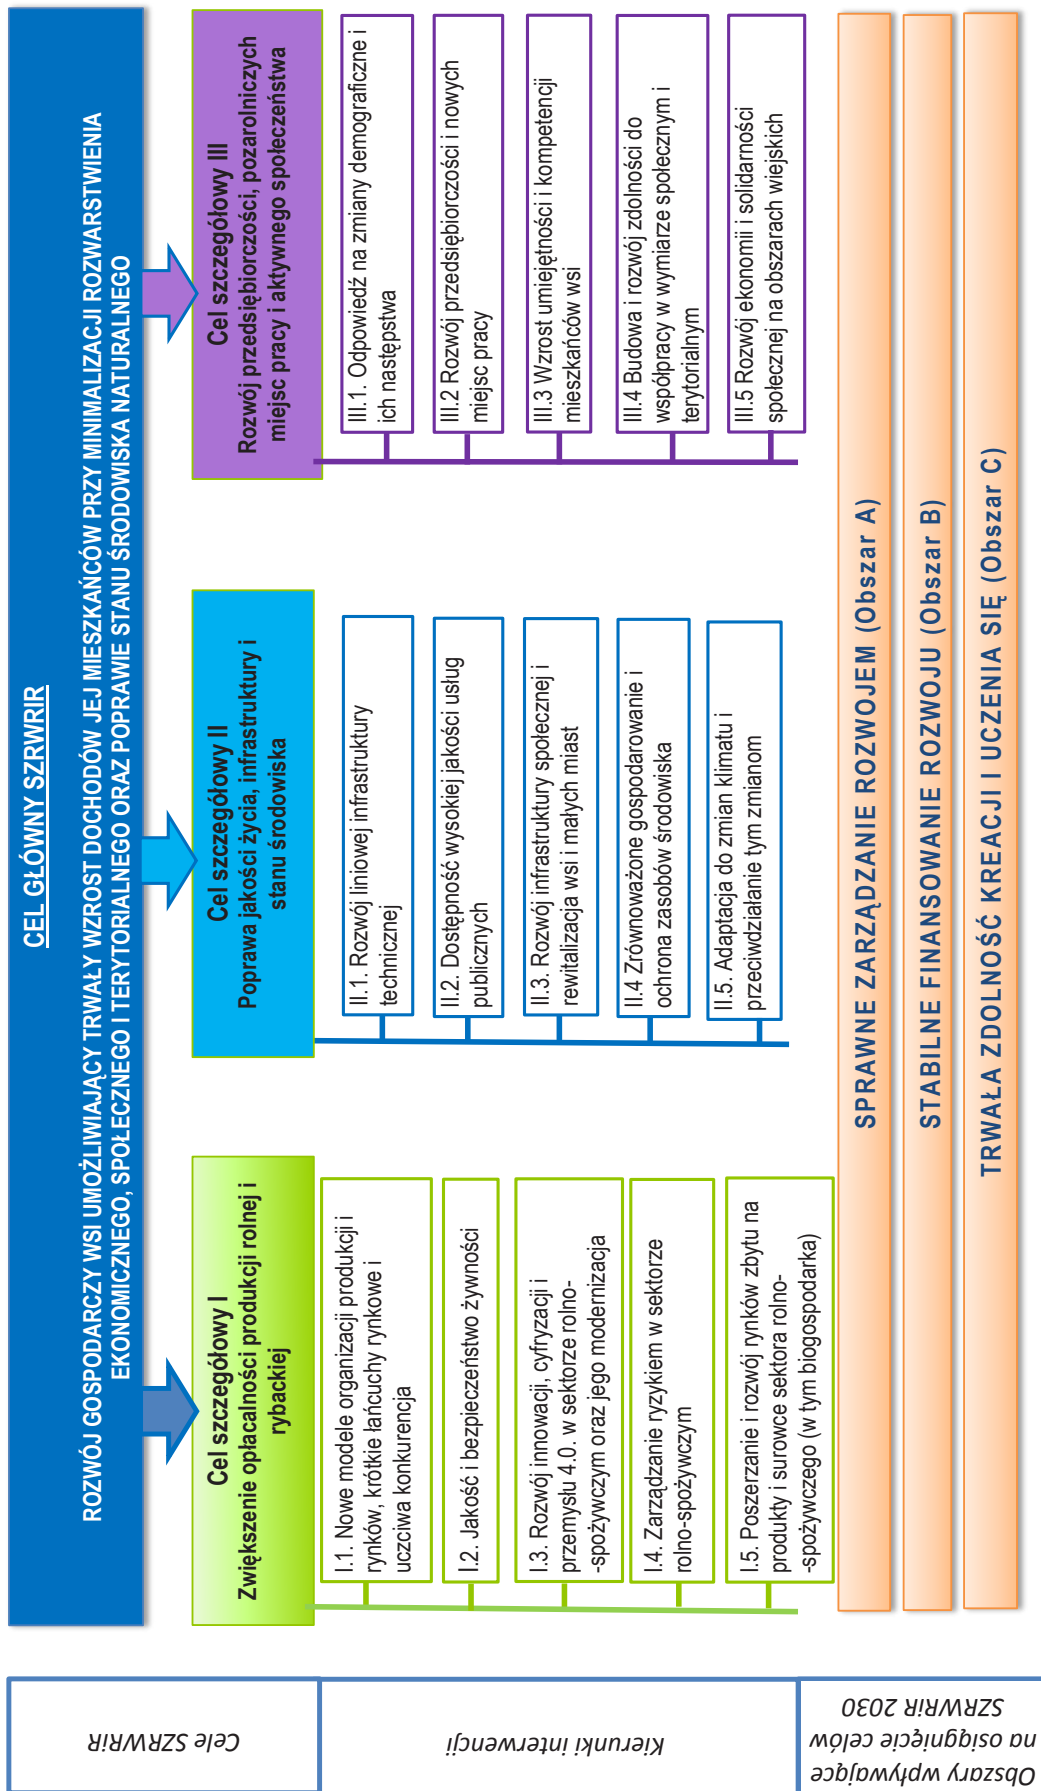 CEL GŁÓWNY SZRWRIR
ROZWÓJ GOSPODARCZY WSI UMOŻLIWIAJĄCY TRWAŁY WZROST DOCHODÓW JEJ MIESZKAŃCÓW PRZY MINIMALIZACJI ROZWARSTWIENIA
EKONOMICZNEGO, SPOŁECZNEGO I TERYTORIALNEGO ORAZ POPRAWIE STANU ŚRODOWISKA NATURALNEGO
Cele SZRWRiR
Cel szczegółowy I
Zwiększenie opłacalności produkcji rolnej i
rybackiej
Cel szczegółowy II
Poprawa jakości życia, infrastruktury i
stanu środowiska
Cel szczegółowy III
Rozwój przedsiębiorczości, pozarolniczych
miejsc pracy i aktywnego społeczeństwa
Kierunki interwencji
I.1. Nowe modele organizacji produkcji i
rynków, krótkie łańcuchy rynkowe i
uczciwa konkurencja
I.2. Jakość i bezpieczeństwo żywności
I.3. Rozwój innowacji, cyfryzacji i
przemysłu 4.0. w sektorze rolno-
-spożywczym oraz jego modernizacja
I.4. Zarządzanie ryzykiem w sektorze
rolno-spożywczym
I.5. Poszerzanie i rozwój rynków zbytu na
produkty i surowce sektora rolno-
-spożywczego (w tym biogospodarka)
II.1. Rozwój liniowej infrastruktury
technicznej
II.2. Dostępność wysokiej jakości usług
publicznych
II.3. Rozwój infrastruktury społecznej i
rewitalizacja wsi i małych miast
II.4 Zrównoważone gospodarowanie i
ochrona zasobów środowiska
II.5. Adaptacja do zmian klimatu i
przeciwdziałanie tym zmianom
III.1. Odpowiedź na zmiany demograficzne i
ich następstwa
III.2 Rozwój przedsiębiorczości i nowych
miejsc pracy
III.3 Wzrost umiejętności i kompetencji
mieszkańców wsi
III.4 Budowa i rozwój zdolności do
współpracy w wymiarze społecznym i
terytorialnym
III.5 Rozwój ekonomii i solidarności
społecznej na obszarach wiejskich
Obszary wpływające
na osiągnięcie celów
SZRWRiR 2030
SPRAWNE ZARZĄDZANIE ROZWOJEM (Obszar A)
STABILNE FINANSOWANIE ROZWOJU (Obszar B)
TRWAŁA ZDOLNOŚĆ KREACJI I UCZENIA SIĘ (Obszar C)